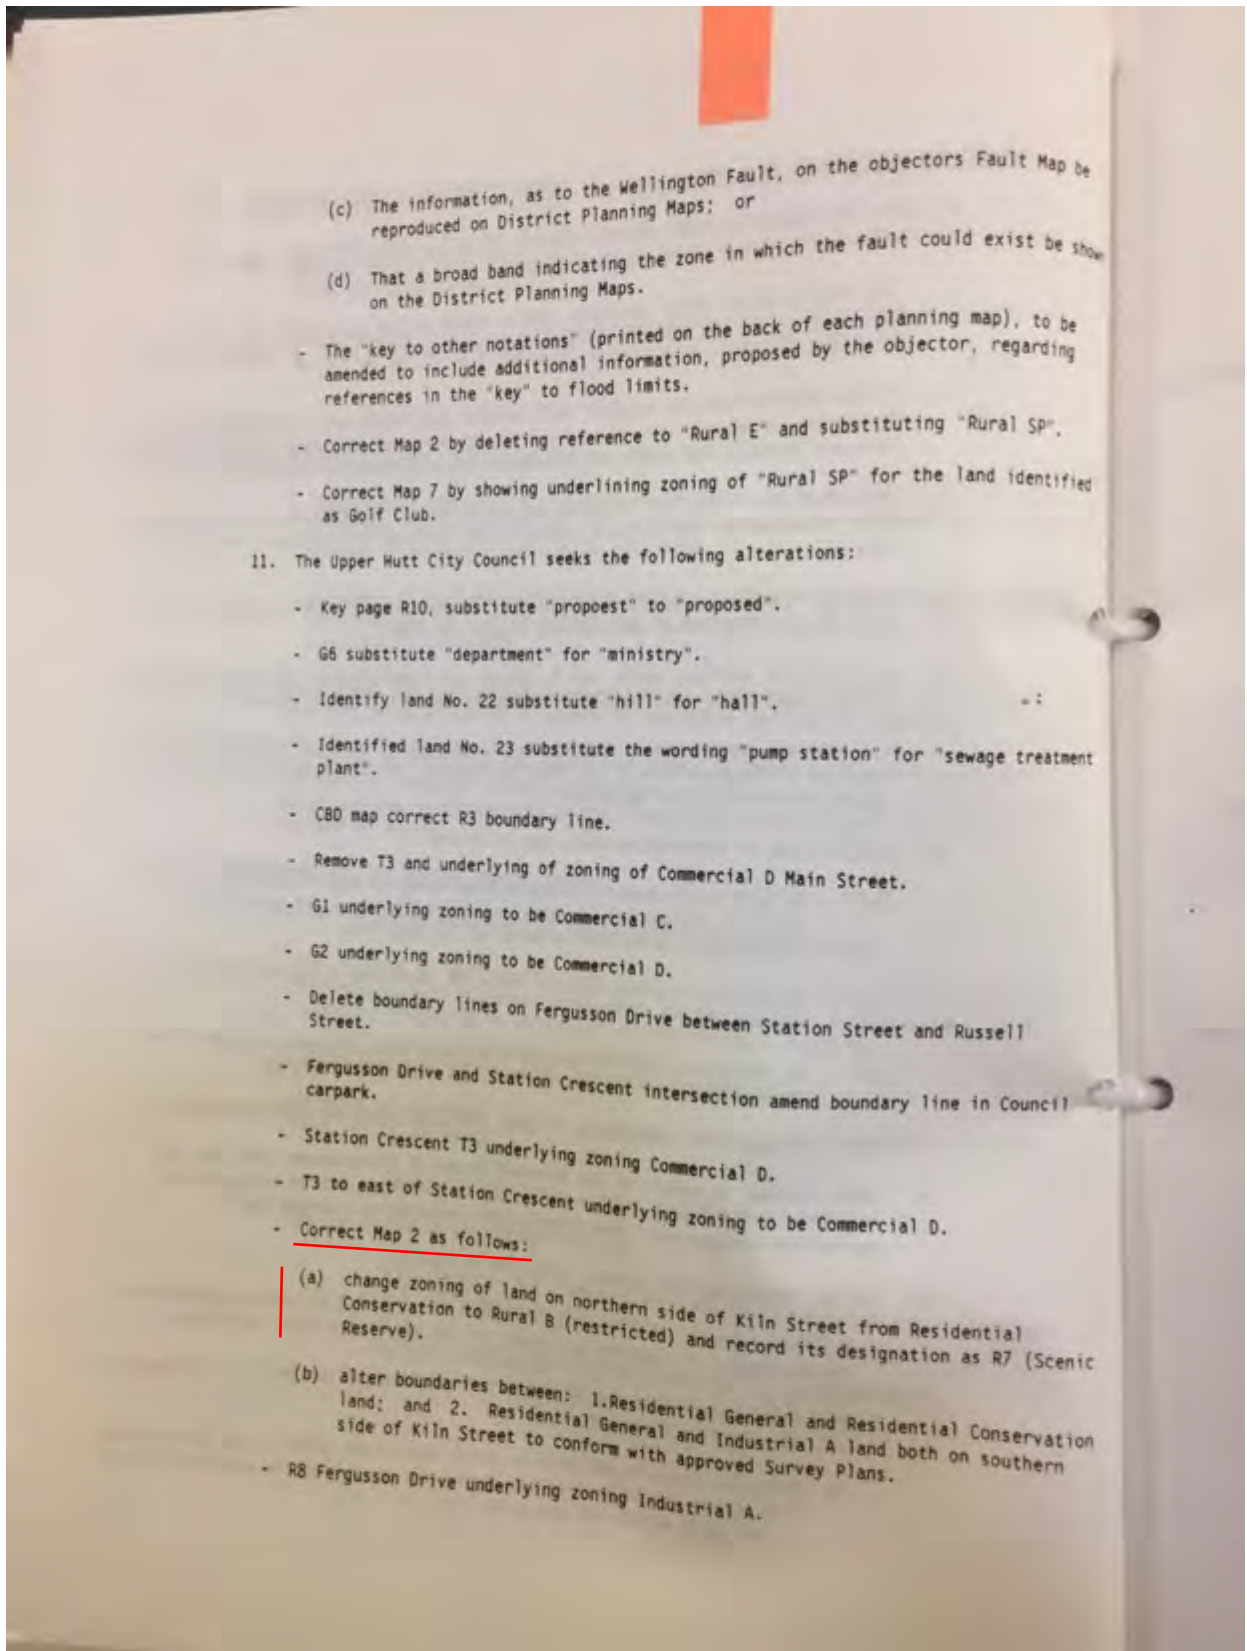 (c) The information, as to the Wellington Fault, on the objectors Fault Map be
reproduced on District Planning Maps; or
(d) That a broad band indicating the zone in which the fault could exist be show
on the District Planning Maps.
- The "key to other notations" (printed on the back of each planning map), to be
amended to include additional information, proposed by the objector, regarding
references in the "key" to flood limits.
- Correct Map 2 by deleting reference to "Rural E" and substituting "Rural SP".
- Correct Map 7 by showing underlining zoning of "Rural SP" for the land identified
as Golf Club.
11. The Upper Hutt City Council seeks the following alterations:
- Key page R10, substitute "propoest" to "proposed".
- G6 substitute "department" for "ministry".
- Identify land No. 22 substitute "hill" for "hall".
- Identified land No. 23 substitute the wording "pump station" for "sewage treatment
plant".
- CBD map correct R3 boundary line.
- Remove T3 and underlying of zoning of Commercial D Main Street.
- G1 underlying zoning to be Commercial C.
- G2 underlying zoning to be Commercial D.
- Delete boundary lines on Fergusson Drive between Station Street and Russell
Street.
- Fergusson Drive and Station Crescent intersection amend boundary line in Council
carpark.
- Station Crescent T3 underlying zoning Commercial D.
- T3 to east of Station Crescent underlying zoning to be Commercial D.
- Correct Map 2 as follows:
(a) change zoning of land on northern side of Kiln Street from Residential
Conservation to Rural B (restricted) and record its designation as R7 (Scenic
Reserve).
(b) alter boundaries between: 1.Residential General and Residential Conservation
land; and 2. Residential General and Industrial A land both on southern
side of Kiln Street to conform with approved Survey Plans.
- R8 Fergusson Drive underlying zoning Industrial A.